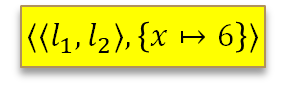 ⟨⟨l₁, l₂⟩, {x ↦ 6}⟩